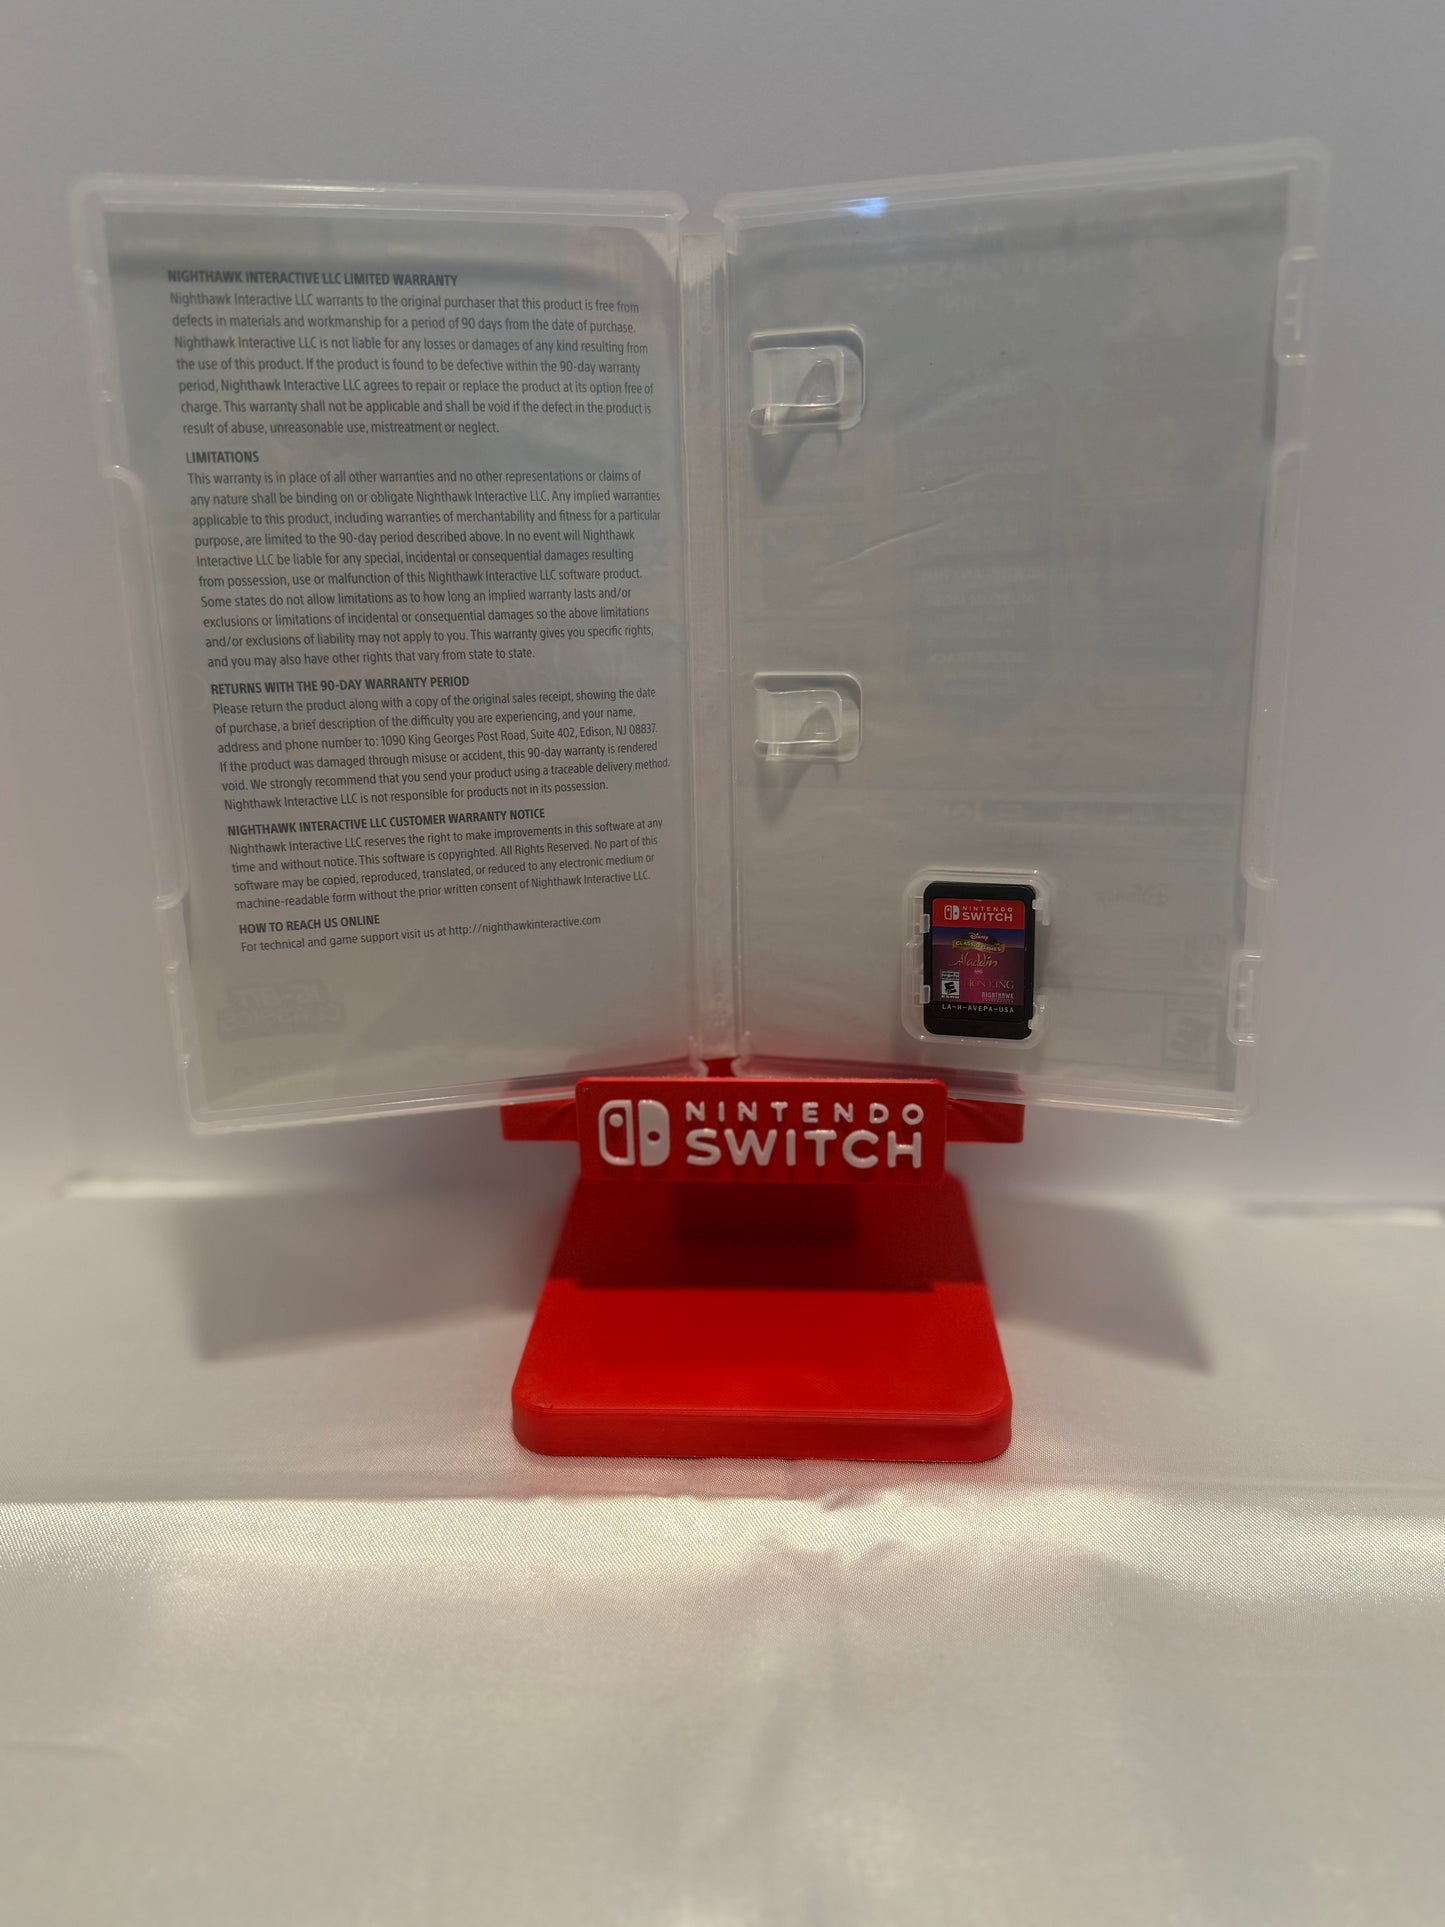 NIGHTHAWK INTERACTIVE LLC LIMITED WARRANTY
Nighthawk Interactive LLC warrants to the original purchaser that this product is free from
defects in materials and workmanship for a period of 90 days from the date of purchase.
Nighthawk Interactive LLC is not liable for any losses or damages of any kind resulting from
the use of this product. If the product is found to be defective within the 90-day warranty
period, Nighthawk Interactive LLC agrees to repair or replace the product at its option free of
charge. This warranty shall not be applicable and shall be void if the defect in the product is
result of abuse, unreasonable use, mistreatment or neglect.
LIMITATIONS
This warranty is in place of all other warranties and no other representations or claims of
any nature shall be binding on or obligate Nighthawk Interactive LLC. Any implied warranties
applicable to this product, including warranties of merchantability and fitness for a particular
purpose, are limited to the 90-day period described above. In no event will Nighthawk
Interactive LLC be liable for any special, incidental or consequential damages resulting
from possession, use or malfunction of this Nighthawk Interactive LLC software product.
Some states do not allow limitations as to how long an implied warranty lasts and/or
exclusions or limitations of incidental or consequential damages so the above limitations
and/or exclusions of liability may not apply to you. This warranty gives you specific rights,
and you may also have other rights that vary from state to state.
RETURNS WITH THE 90-DAY WARRANTY PERIOD
Please return the product along with a copy of the original sales receipt, showing the date
of purchase, a brief description of the difficulty you are experiencing, and your name,
address and phone number to: 1090 King Georges Post Road, Suite 402, Edison, NJ 08837.
If the product was damaged through misuse or accident, this 90-day warranty is rendered
void. We strongly recommend that you send your product using a traceable delivery method.
Nighthawk Interactive LLC is not responsible for products not in its possession.
NIGHTHAWK INTERACTIVE LLC CUSTOMER WARRANTY NOTICE
Nighthawk Interactive LLC reserves the right to make improvements in this software at any
time and without notice. This software is copyrighted. All Rights Reserved. No part of this
software may be copied, reproduced, translated, or reduced to any electronic medium or
machine-readable form without the prior written consent of Nighthawk Interactive LLC.
HOW TO REACH US ONLINE
For technical and game support visit us at http://nighthawkinteractive.com
NINTENDO
SWITCH
Disney
CLASSIC GAMES
Aladdin
AND
LION KING
E
NIGHTHAWK
LA-H-AVEPA-USA
NINTENDO
SWITCH